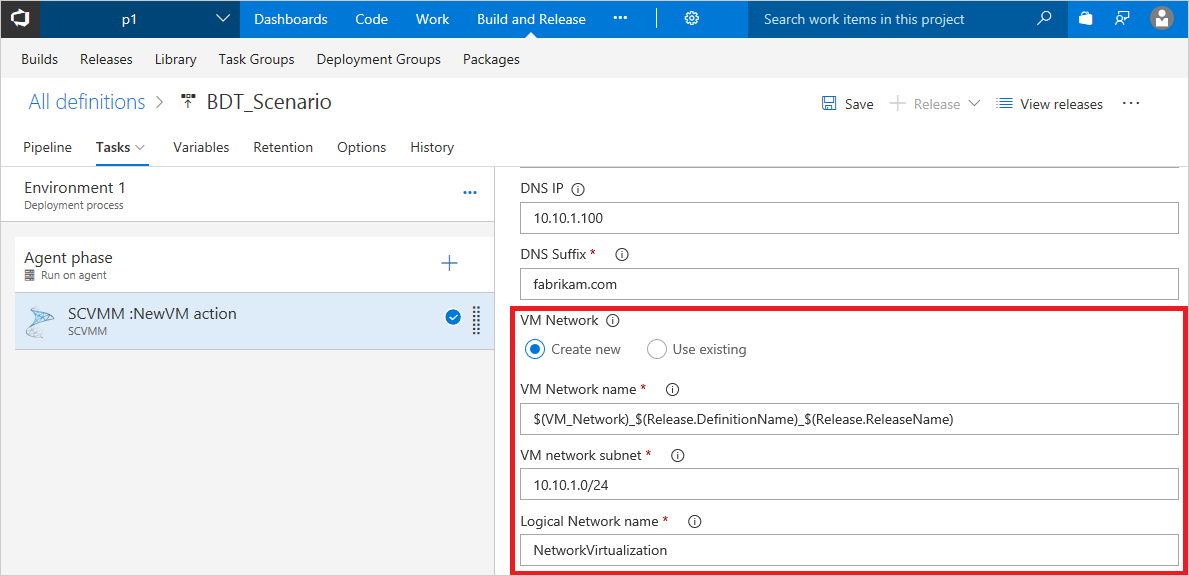 p1 Dashboards Code Work Build and Release ... Search work items in this project
Builds Releases Library Task Groups Deployment Groups Packages
All definitions > BDT_Scenario Save + Release View releases ...
Pipeline Tasks Variables Retention Options History
Environment 1 ...
Deployment process
Agent phase
Run on agent
SCVMM :NewVM action
SCVMM
DNS IP
10.10.1.100
DNS Suffix *
fabrikam.com
VM Network
Create new Use existing
VM Network name *
$(VM_Network)_$(Release.DefinitionName)_$(Release.ReleaseName)
VM network subnet *
10.10.1.0/24
Logical Network name *
NetworkVirtualization